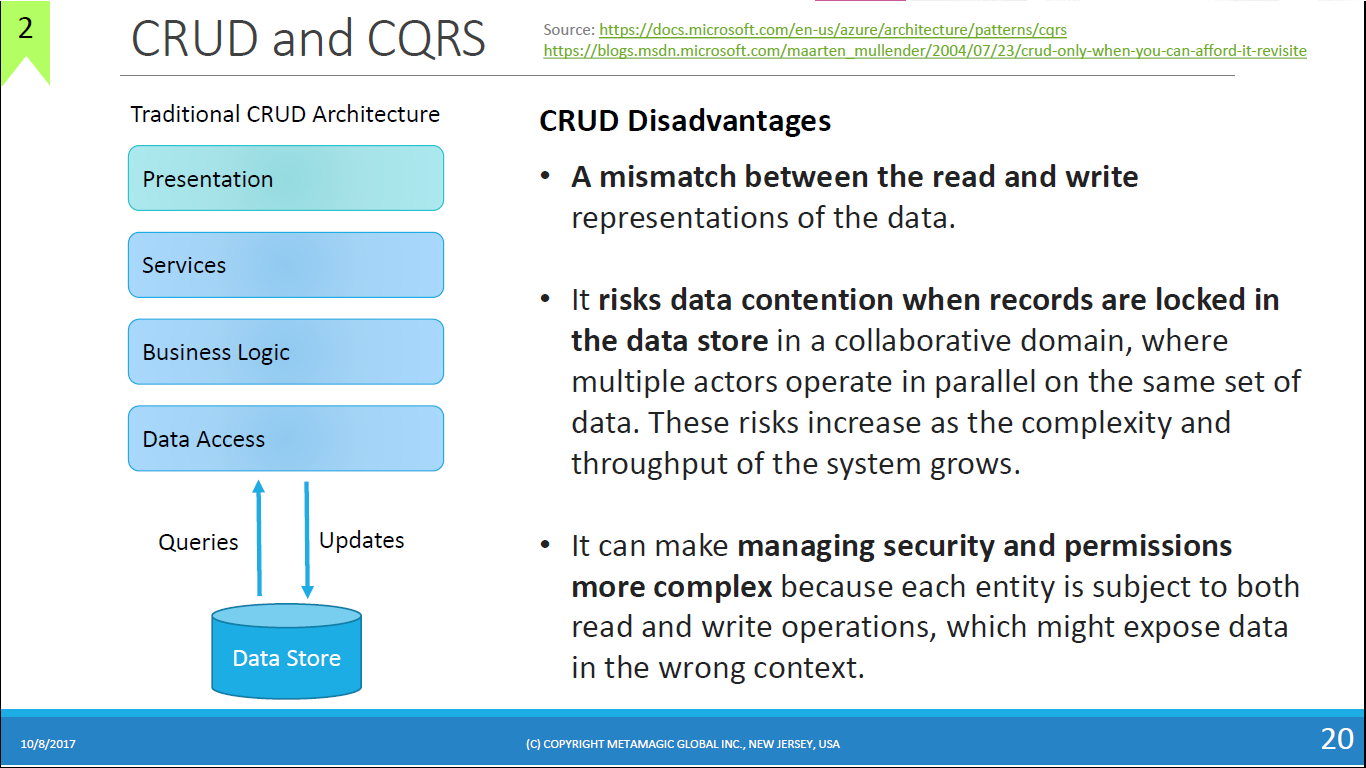 2
CRUD and CQRS
Source: https://docs.microsoft.com/en-us/azure/architecture/patterns/cqrs
https://blogs.msdn.microsoft.com/maarten_mullender/2004/07/23/crud-only-when-you-can-afford-it-revisite
Traditional CRUD Architecture
Presentation
Services
Business Logic
Data Access
Queries
Updates
Data Store
CRUD Disadvantages
• A mismatch between the read and write
representations of the data.
• It risks data contention when records are locked in
the data store in a collaborative domain, where
multiple actors operate in parallel on the same set of
data. These risks increase as the complexity and
throughput of the system grows.
• It can make managing security and permissions
more complex because each entity is subject to both
read and write operations, which might expose data
in the wrong context.
10/8/2017
(C) COPYRIGHT METAMAGIC GLOBAL INC., NEW JERSEY, USA
20